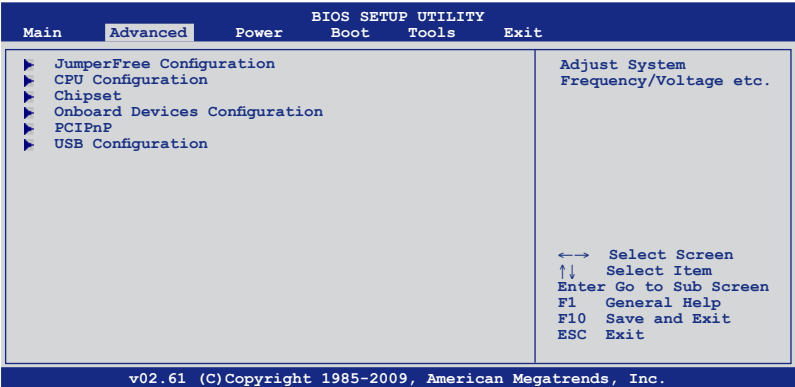 BIOS SETUP UTILITY
Main Advanced Power Boot Tools Exit
JumperFree Configuration
CPU Configuration
Chipset
Onboard Devices Configuration
PCIPnP
USB Configuration
Adjust System
Frequency/Voltage etc.
←→ Select Screen
↑↓ Select Item
Enter Go to Sub Screen
F1 General Help
F10 Save and Exit
ESC Exit
v02.61 (C)Copyright 1985-2009, American Megatrends, Inc.